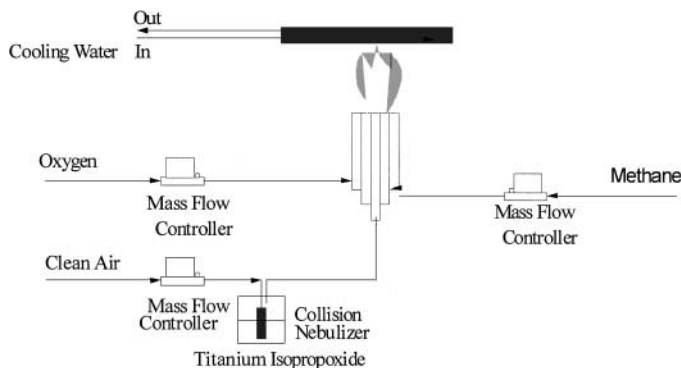 Out
Cooling Water In
Oxygen
Mass Flow
Controller
Methane
Mass Flow
Controller
Clean Air
Mass Flow
Controller
Collision
Nebulizer
Titanium Isopropoxide